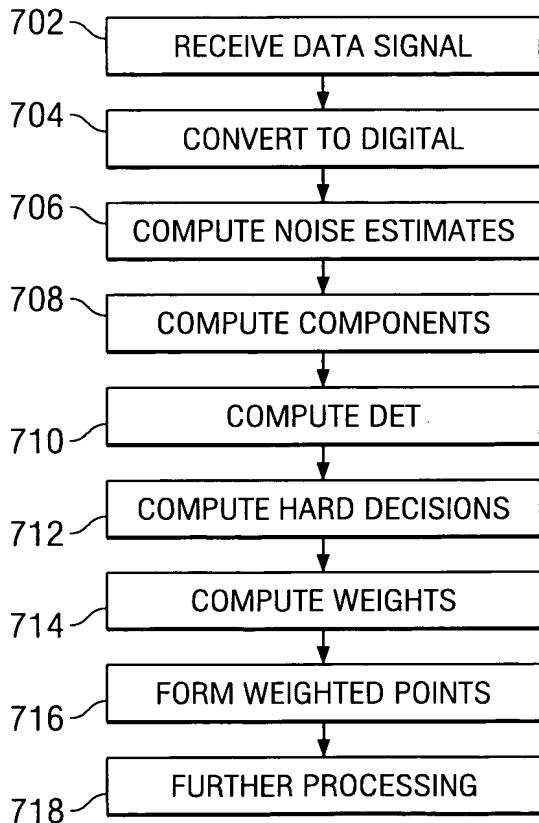 702
RECEIVE DATA SIGNAL
704
CONVERT TO DIGITAL
706
COMPUTE NOISE ESTIMATES
708
COMPUTE COMPONENTS
COMPUTE DET
710
COMPUTE HARD DECISIONS
712
COMPUTE WEIGHTS
714
FORM WEIGHTED POINTS
716
FURTHER PROCESSING
718